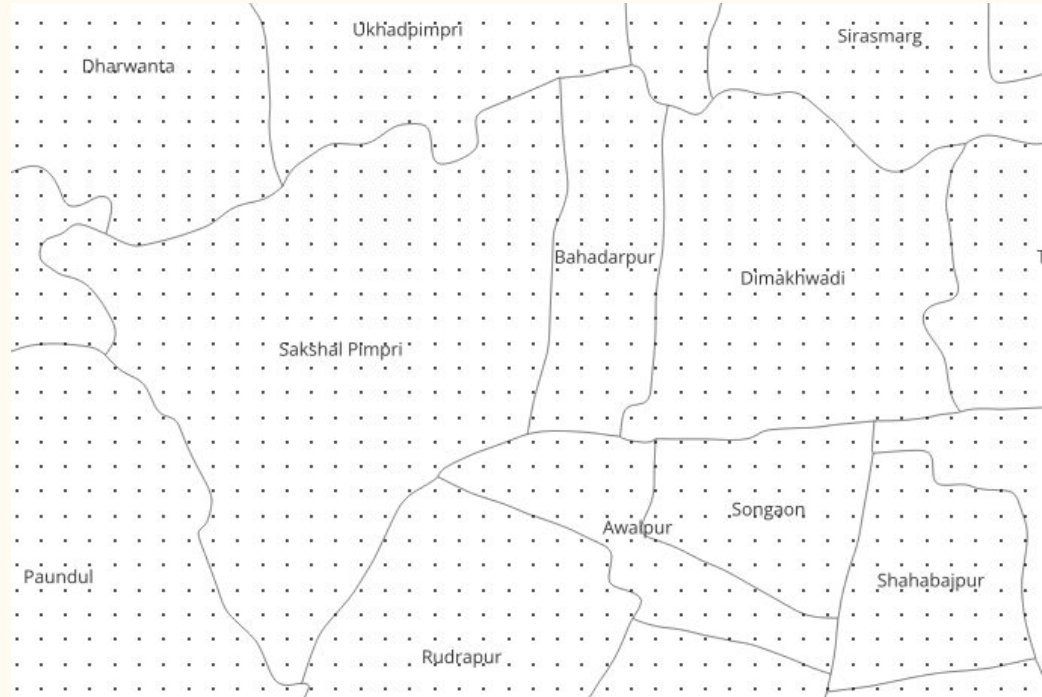 Ukhadpimpri
Sirasmarg
Dharwanta
Bahadarpur
Dimakhwadi
T
Sakshal Pimpri
Songaon
Awalpur
Paundul
Shahabajpur
Rudrapur